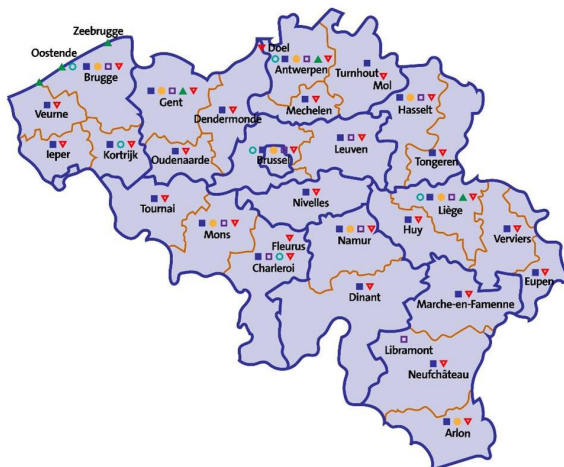 Zeebrugge
Oostende
Brugge
Doel
Antwerpen
Turnhout
Mol
Gent
Hasselt
Veurne
Dendermonde
Mechelen
Ieper
Kortrijk
Oudenaarde
Brussel
Leuven
Tongeren
Tournai
Nivelles
Liège
Mons
Fleurus
Namur
Huy
Verviers
Charleroi
Eupen
Dinant
Marche-en-Famenne
Libramont
Neufchâteau
Arlon